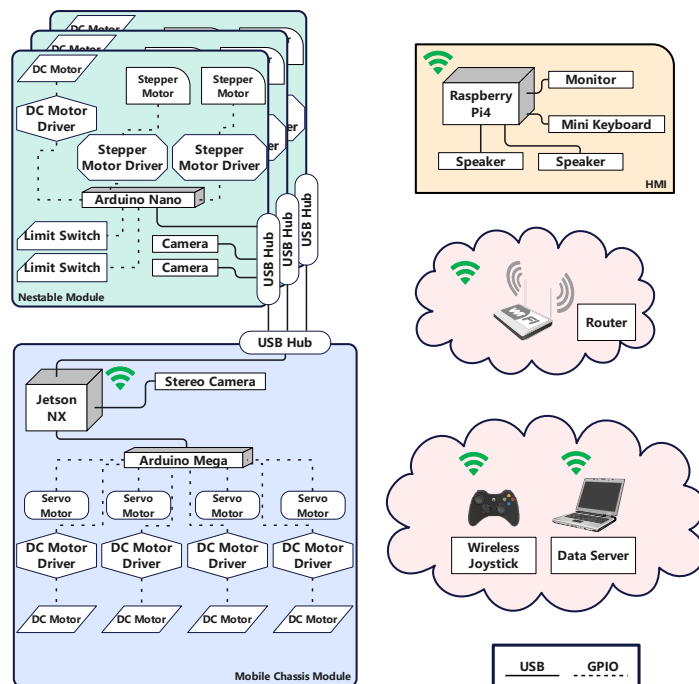 DC Motor
DC Motor
DC Motor
DC Motor
Driver
Stepper
Motor
Stepper
Motor
Stepper
Motor Driver
Stepper
Motor Driver
Arduino Nano
Limit Switch
Limit Switch
Camera
Camera
USB Hub
USB Hub
USB Hub
Nestable Module
USB Hub
Jetson
NX
Stereo Camera
Arduino Mega
Servo
Motor
Servo
Motor
Servo
Motor
Servo
Motor
DC Motor
Driver
DC Motor
Driver
DC Motor
Driver
DC Motor
Driver
DC Motor
DC Motor
DC Motor
DC Motor
Mobile Chassis Module
Raspberry
Pi4
Monitor
Mini Keyboard
Speaker
Speaker
HMI
Wi Fi
Router
Wireless
Joystick
Data Server
USB
GPIO